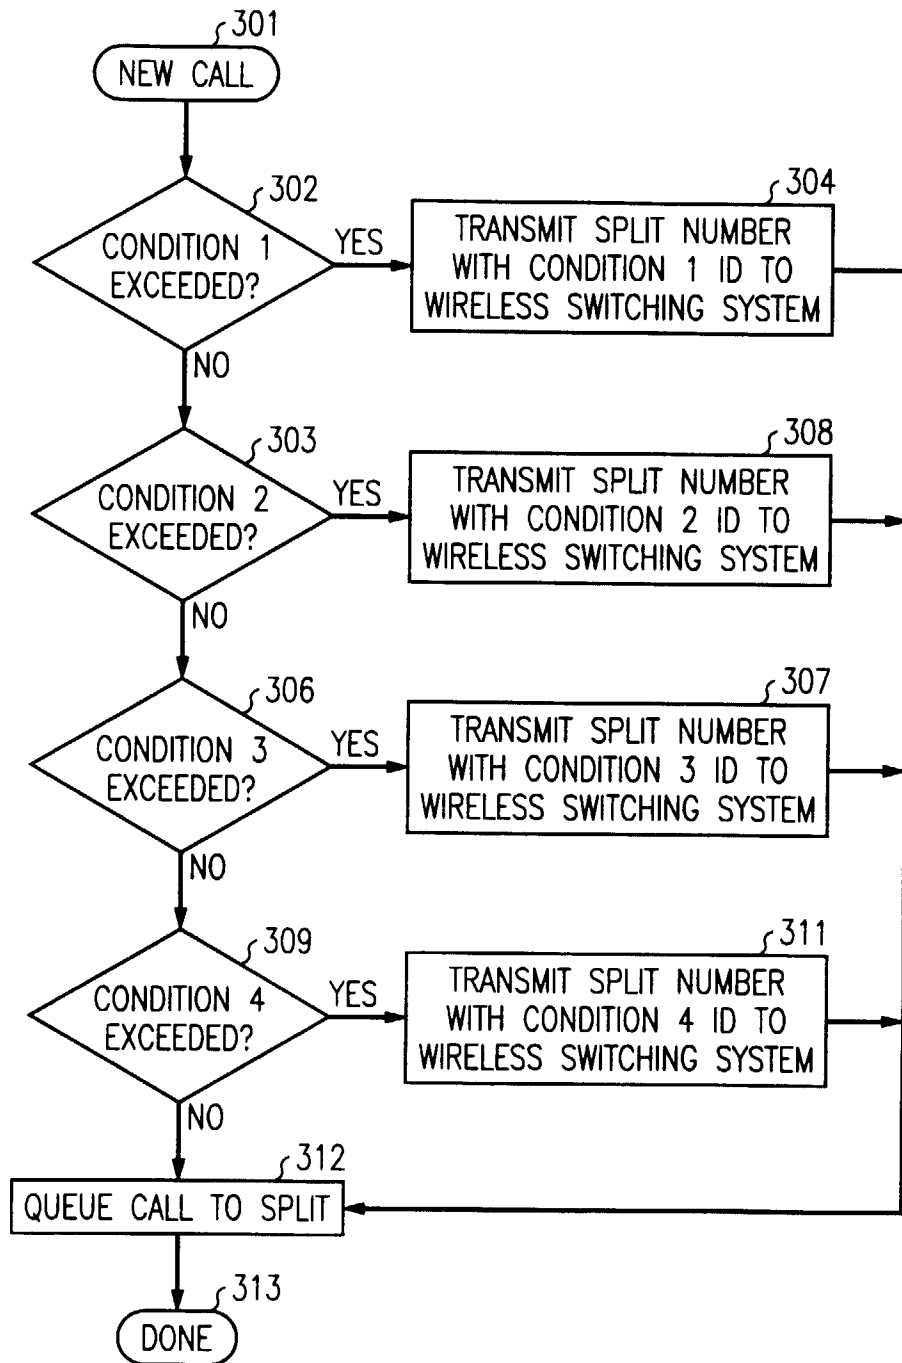 301
NEW CALL
302
CONDITION 1
EXCEEDED?
YES
304
TRANSMIT SPLIT NUMBER
WITH CONDITION 1 ID TO
WIRELESS SWITCHING SYSTEM
NO
303
CONDITION 2
EXCEEDED?
YES
308
TRANSMIT SPLIT NUMBER
WITH CONDITION 2 ID TO
WIRELESS SWITCHING SYSTEM
NO
306
CONDITION 3
EXCEEDED?
YES
307
TRANSMIT SPLIT NUMBER
WITH CONDITION 3 ID TO
WIRELESS SWITCHING SYSTEM
NO
309
CONDITION 4
EXCEEDED?
YES
311
TRANSMIT SPLIT NUMBER
WITH CONDITION 4 ID TO
WIRELESS SWITCHING SYSTEM
NO
312
QUEUE CALL TO SPLIT
313
DONE